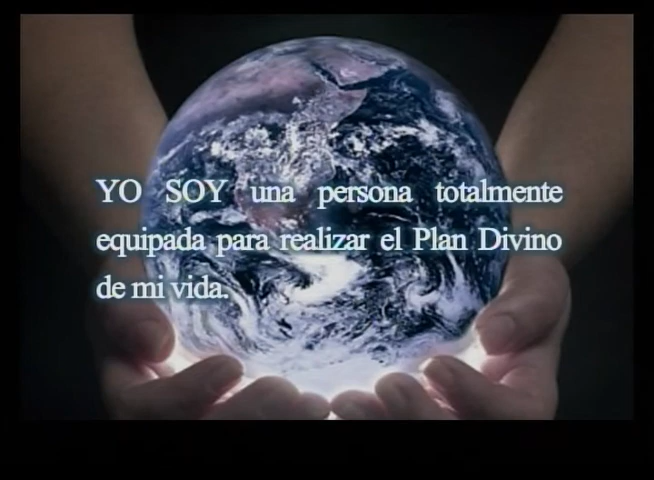 YO SOY una persona totalmente
equipada para realizar el Plan Divino
de mi vida.